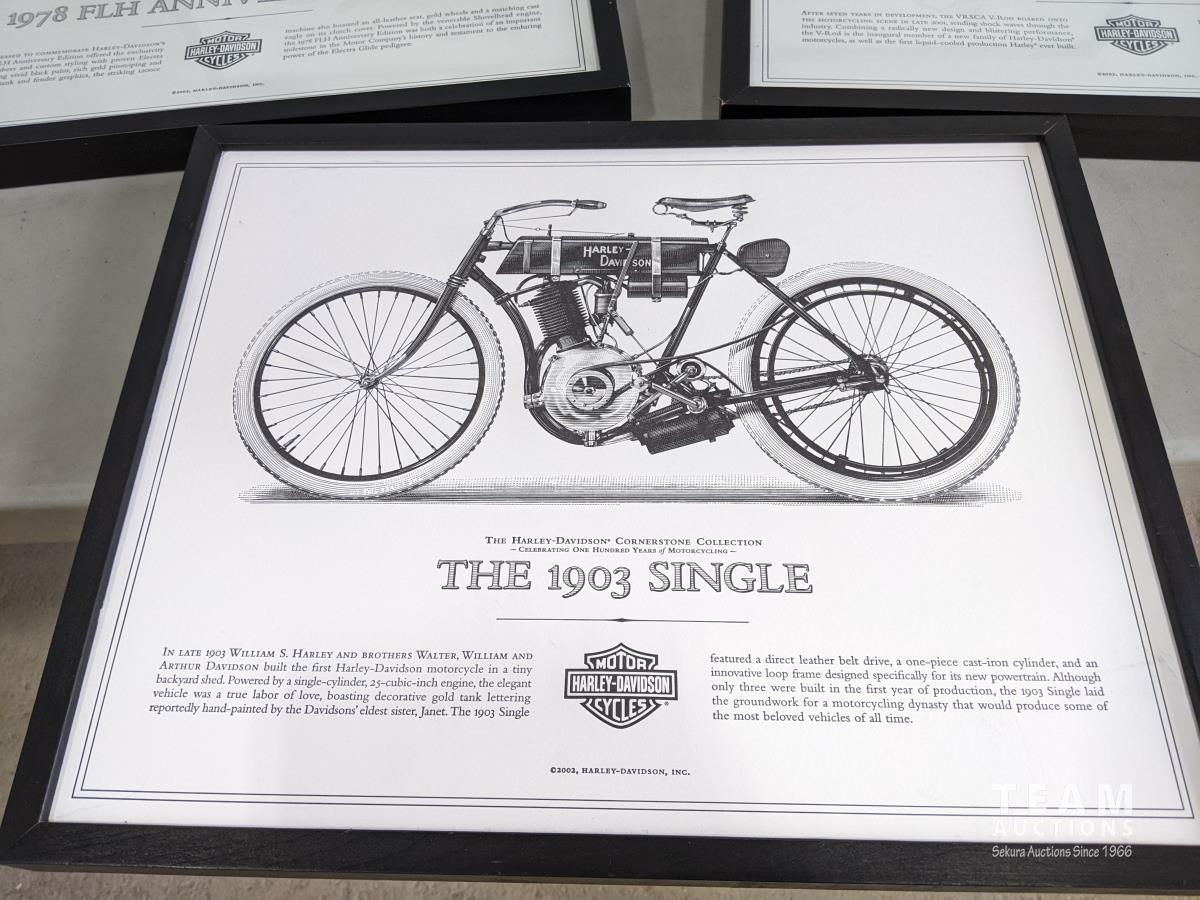 1978 FLH ANNIV
HARLEY-DAVIDSON'S
FLH Anniversary Edition offered the exclusivity
and custom styling with proven Electra
vivid black paint, rich gold pinstriping and
tank and fender graphics, the striking 1200cc
MOTOR
HARLEY-DAVIDSON
CYCLES
machine also boasted an all-leather seat, gold wheels and a matching cast
eagle on its clutch cover. Powered by the venerable Shovelhead engine,
the 1978 FLH Anniversary Edition was both a celebration of an important
milestone in the Motor Company's history and testament to the enduring
power of the Electra Glide pedigree.
©2002, HARLEY-DAVIDSON, INC.
After seven years in development, the VRSCA V-Rod roared onto
the motorcycling scene in late 2001, sending shock waves through the
industry. Combining a radically new design and blistering performance,
the V-Rod is the inaugural member of a new family of Harley-Davidson®
motorcycles, as well as the first liquid-cooled production Harley® ever built.
MOTOR
HARLEY-DAVIDSON
CYCLES
©2002, HARLEY-DAVIDSON, INC.
HARLEY-
DAVIDSON
The Harley-Davidson® Cornerstone Collection
– Celebrating One Hundred Years of Motorcycling –
THE 1903 SINGLE
In late 1903 William S. Harley and brothers Walter, William and
Arthur Davidson built the first Harley-Davidson motorcycle in a tiny
backyard shed. Powered by a single-cylinder, 25-cubic-inch engine, the elegant
vehicle was a true labor of love, boasting decorative gold tank lettering
reportedly hand-painted by the Davidsons' eldest sister, Janet. The 1903 Single
MOTOR
HARLEY-DAVIDSON
CYCLES®
featured a direct leather belt drive, a one-piece cast-iron cylinder, and an
innovative loop frame designed specifically for its new powertrain. Although
only three were built in the first year of production, the 1903 Single laid
the groundwork for a motorcycling dynasty that would produce some of
the most beloved vehicles of all time.
©2002, HARLEY-DAVIDSON, INC.
TEAM
AUCTIONS
Sekura Auctions Since 1966